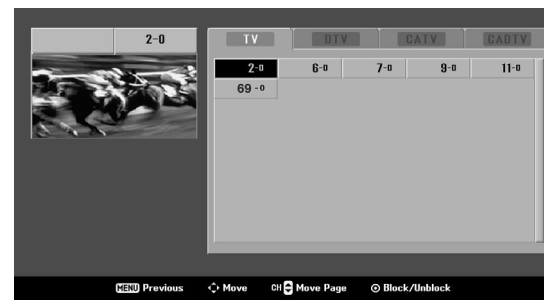 2-0
TV DTV CATV CADTV
2-0 6-0 7-0 9-0 11-0
69 -0
MENU Previous Move CH Move Page Block/Unblock